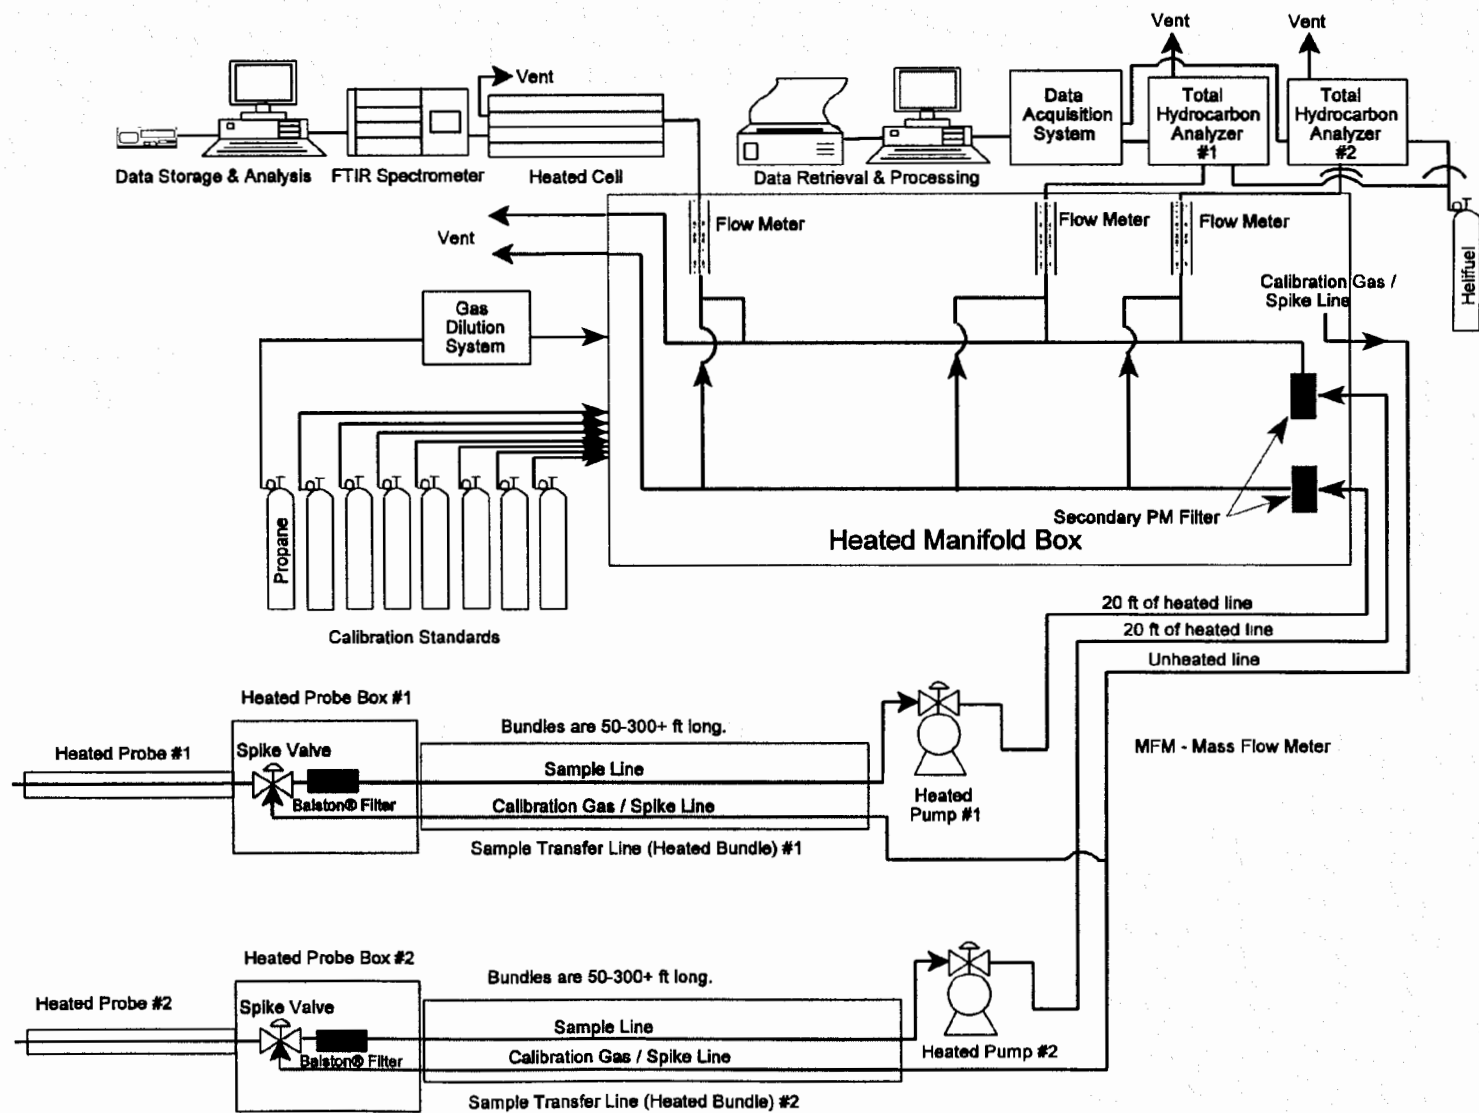 Vent
Vent
Vent
Data
Acquisition
System
Total
Hydrocarbon
Analyzer
#1
Total
Hydrocarbon
Analyzer
#2
Data Storage & Analysis
FTIR Spectrometer
Heated Cell
Data Retrieval & Processing
Vent
Flow Meter
Flow Meter
Flow Meter
Calibration Gas /
Spike Line
Helifuel
Gas
Dilution
System
Propane
Calibration Standards
Secondary PM Filter
Heated Manifold Box
20 ft of heated line
20 ft of heated line
Unheated line
Heated Probe Box #1
Bundles are 50-300+ ft long.
Heated Probe #1
Spike Valve
Sample Line
Balston® Filter
Calibration Gas / Spike Line
Heated
Pump #1
MFM - Mass Flow Meter
Sample Transfer Line (Heated Bundle) #1
Heated Probe Box #2
Bundles are 50-300+ ft long.
Heated Probe #2
Spike Valve
Sample Line
Balston® Filter
Calibration Gas / Spike Line
Heated Pump #2
Sample Transfer Line (Heated Bundle) #2